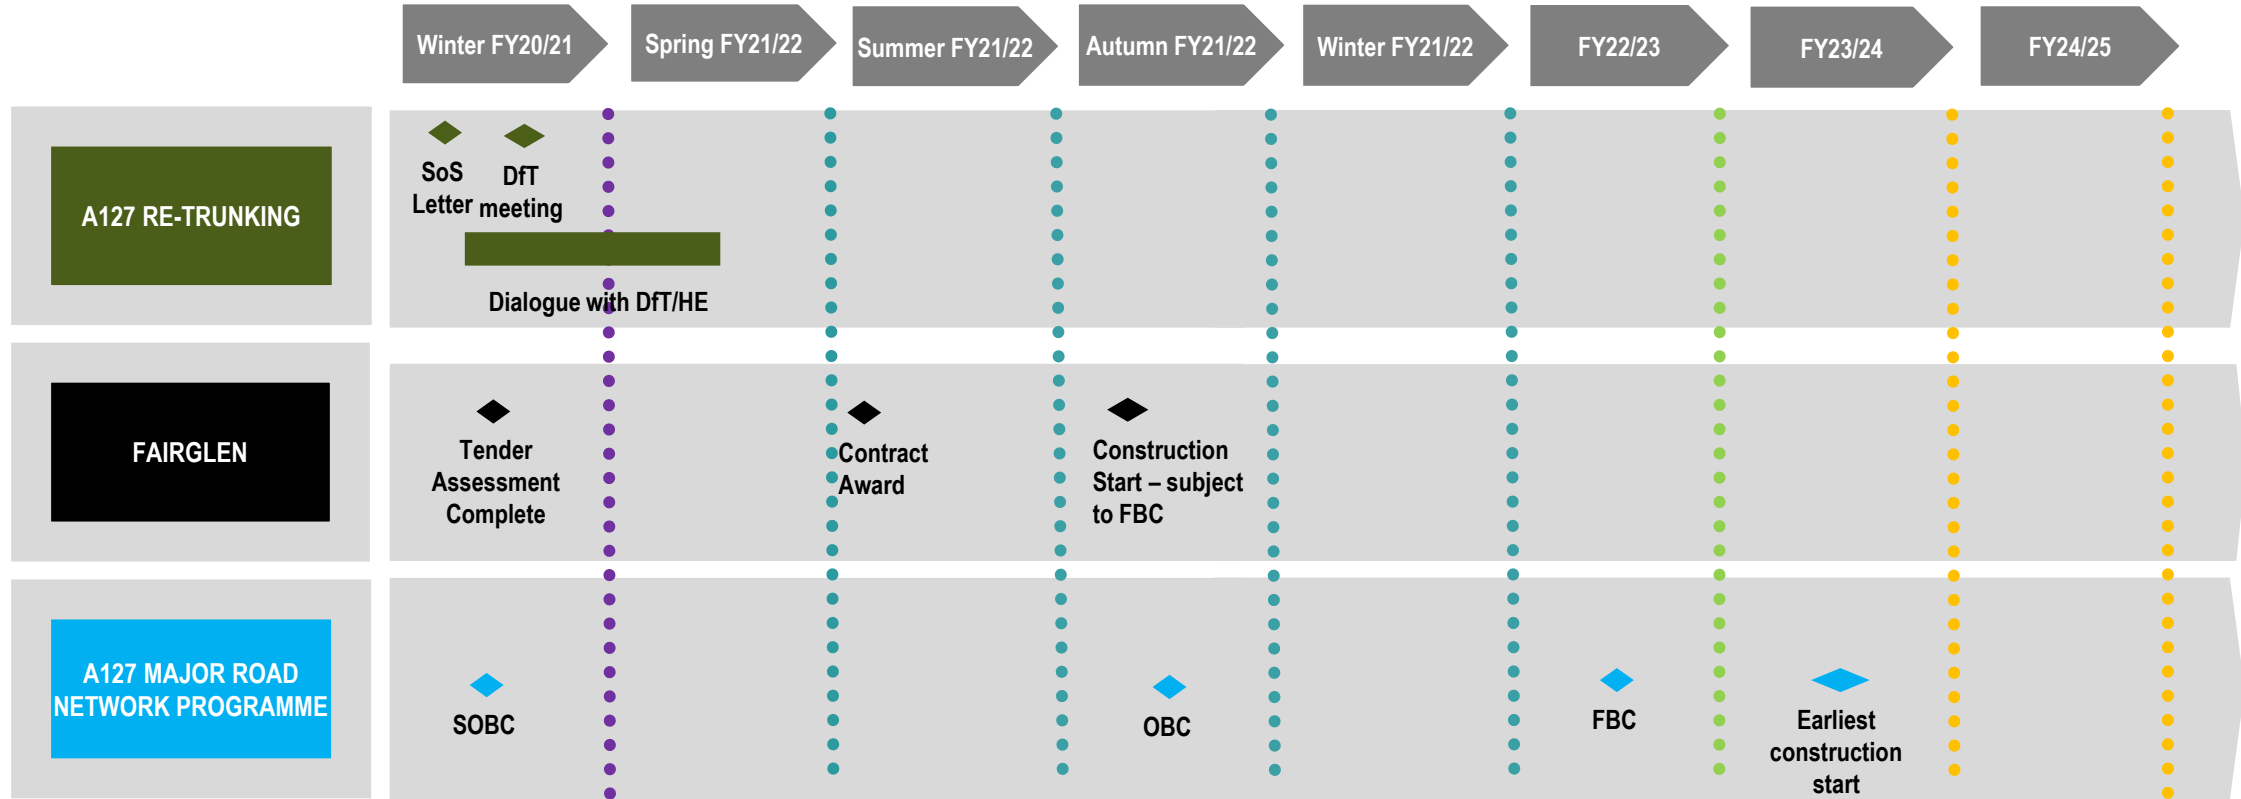 Winter FY20/21
Spring FY21/22
Summer FY21/22
Autumn FY21/22
Winter FY21/22
FY22/23
FY23/24
FY24/25
A127 RE-TRUNKING
SoS
Letter
DfT
meeting
Dialogue with DfT/HE
FAIRGLEN
Tender
Assessment
Complete
Contract
Award
Construction
Start – subject
to FBC
A127 MAJOR ROAD
NETWORK PROGRAMME
SOBC
OBC
FBC
Earliest
construction
start